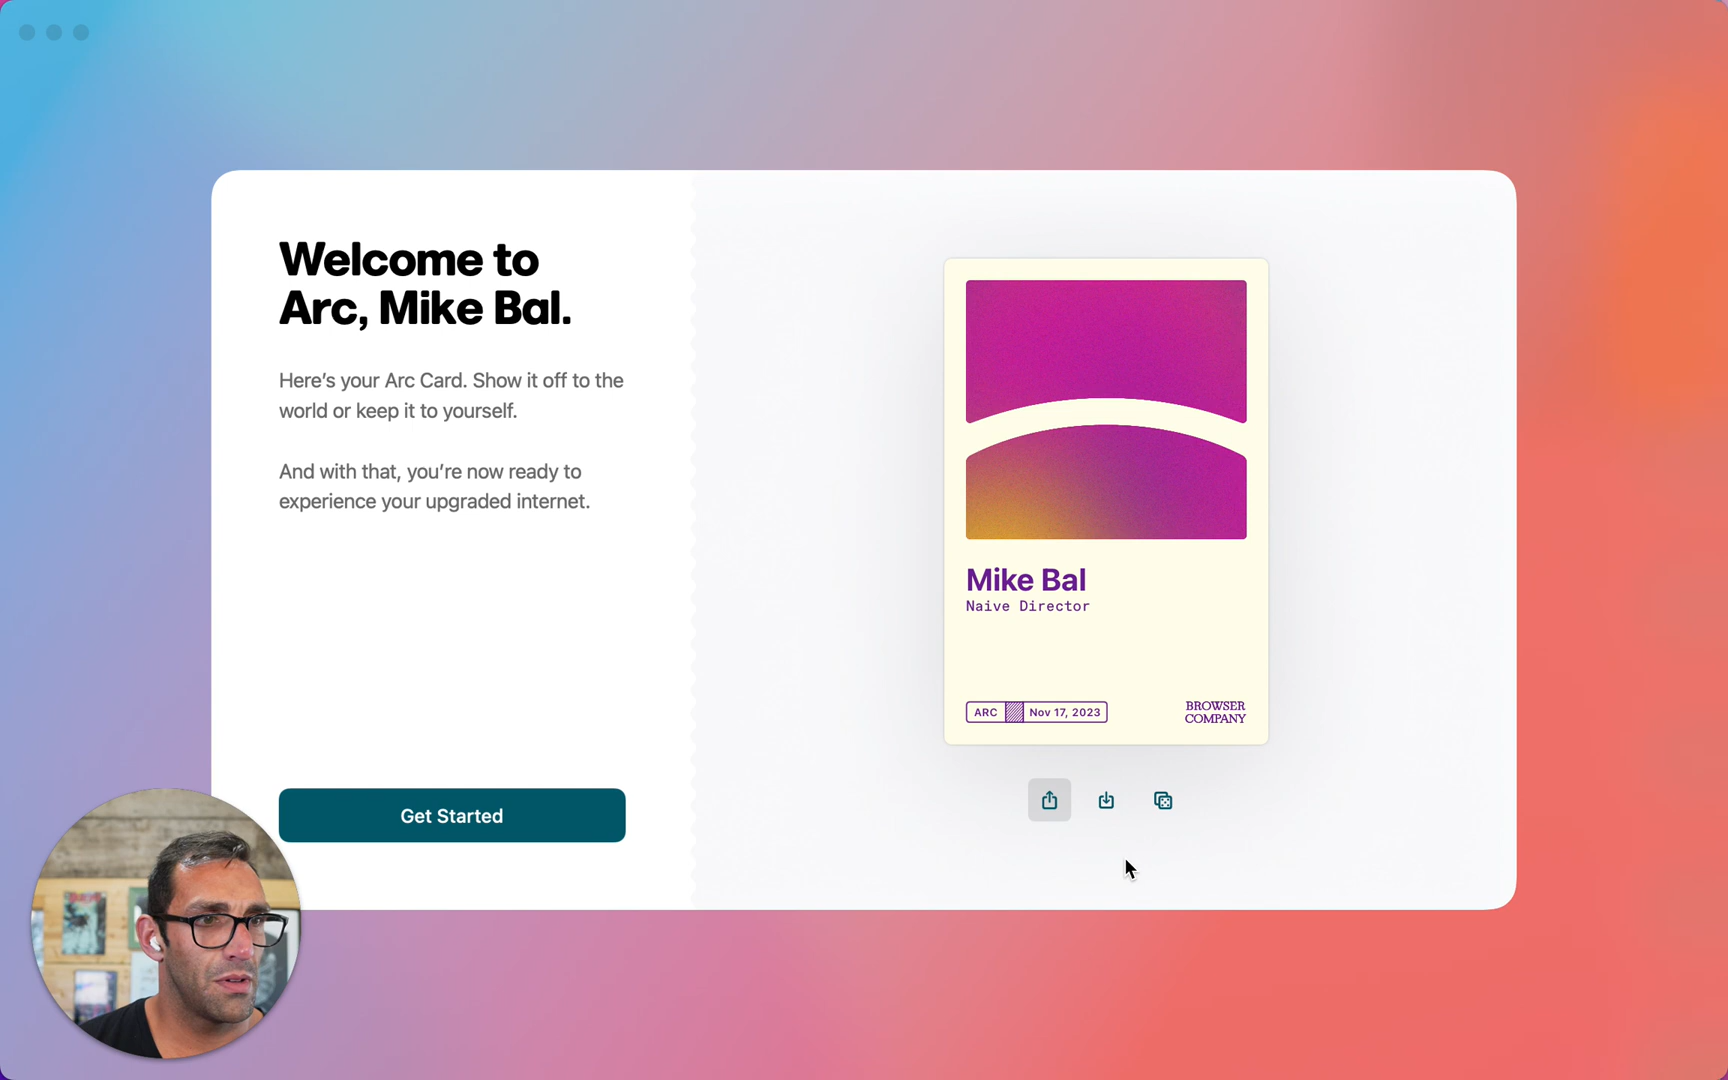 Welcome to
Arc, Mike Bal.
Here’s your Arc Card. Show it off to the
world or keep it to yourself.
And with that, you’re now ready to
experience your upgraded internet.
Get Started
Mike Bal
Naive Director
ARC Nov 17, 2023
BROWSER
COMPANY